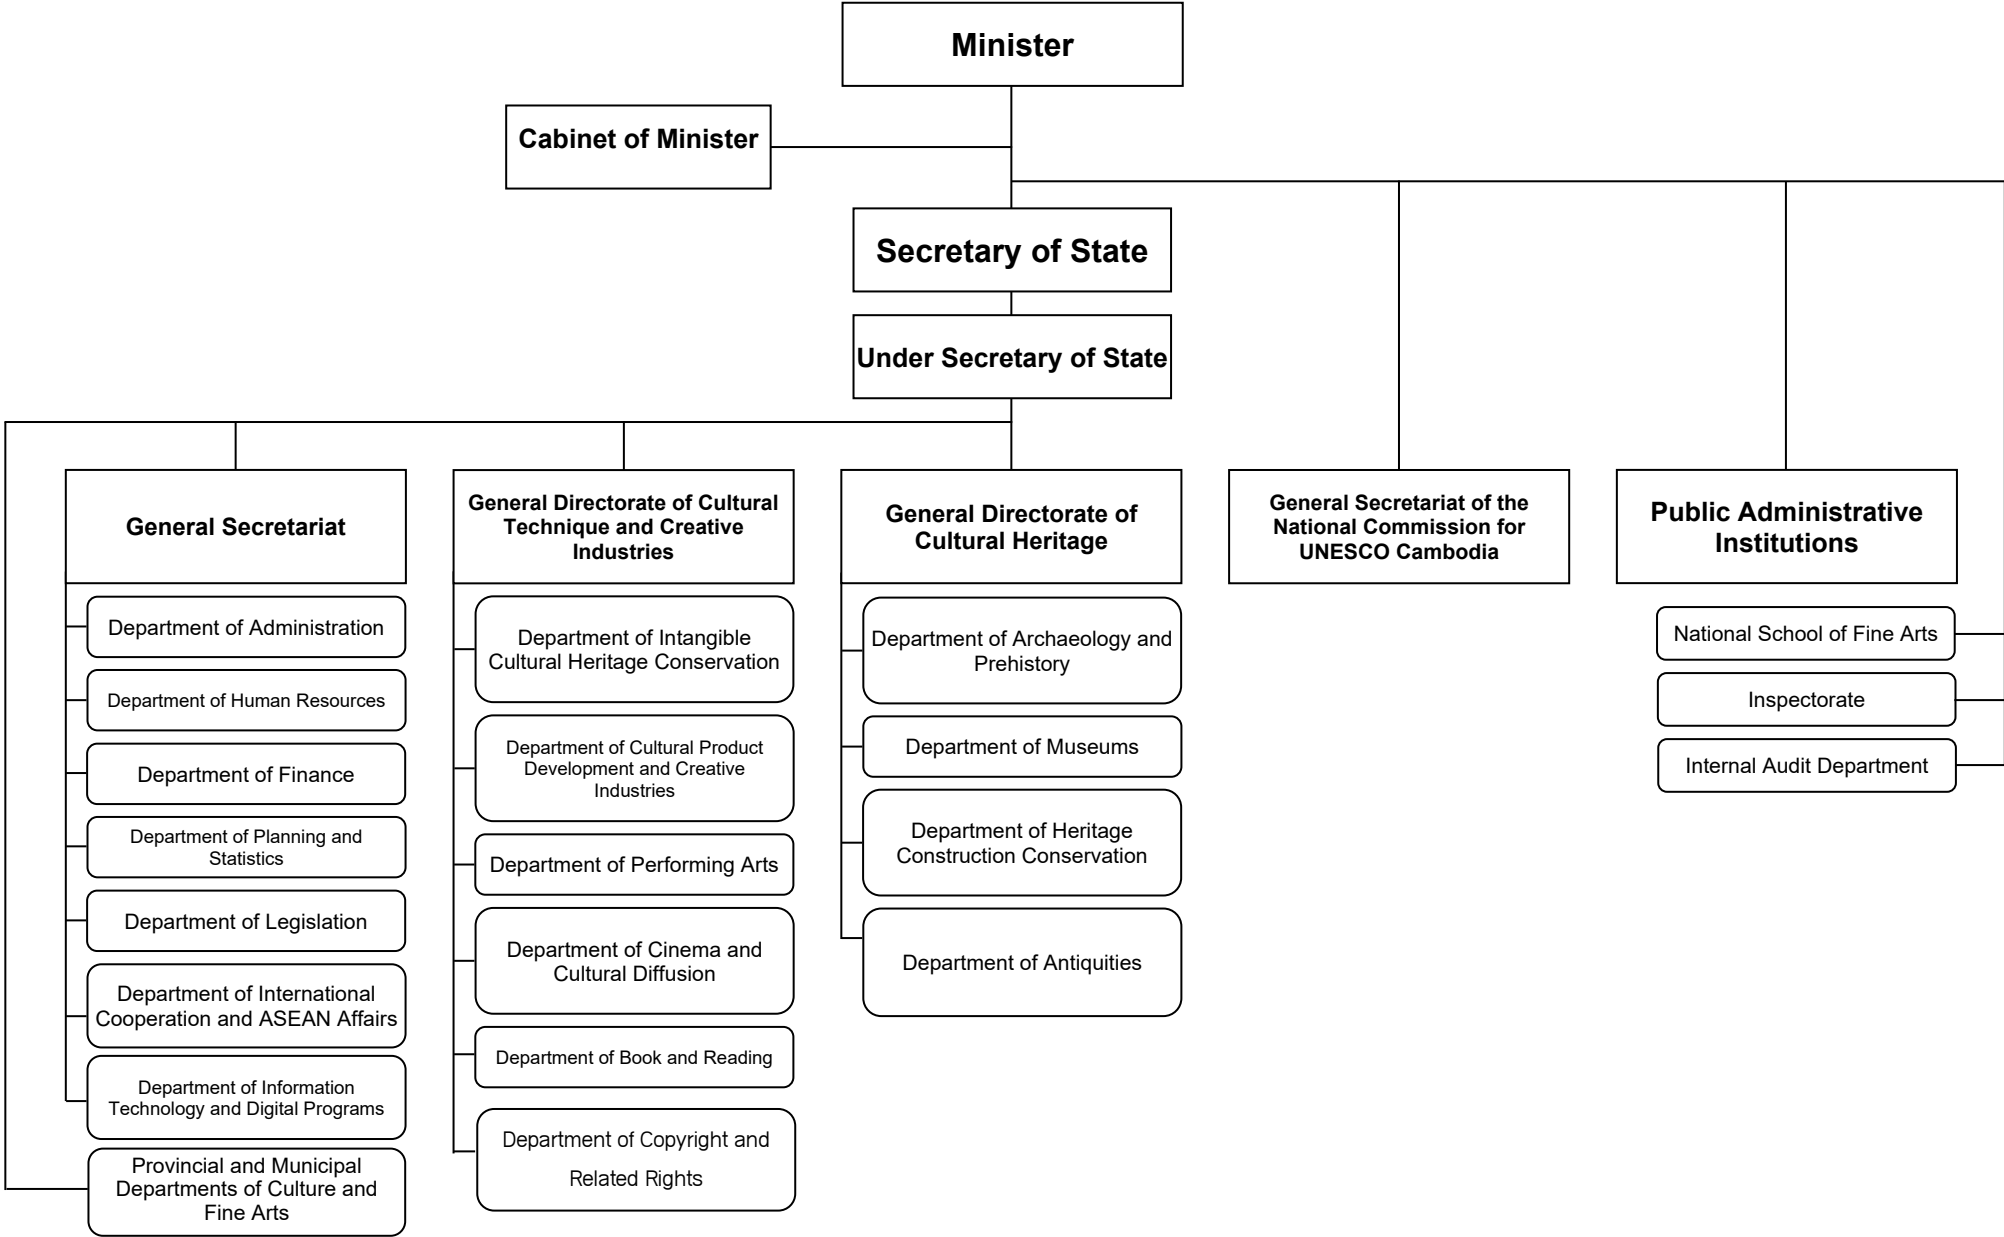 Minister
Cabinet of Minister
Secretary of State
Under Secretary of State
General Secretariat
Department of Administration
Department of Human Resources
Department of Finance
Department of Planning and
Statistics
Department of Legislation
Department of International
Cooperation and ASEAN Affairs
Department of Information
Technology and Digital Programs
Provincial and Municipal
Departments of Culture and
Fine Arts
General Directorate of Cultural
Technique and Creative
Industries
Department of Intangible
Cultural Heritage Conservation
Department of Cultural Product
Development and Creative
Industries
Department of Performing Arts
Department of Cinema and
Cultural Diffusion
Department of Book and Reading
Department of Copyright and
Related Rights
General Directorate of
Cultural Heritage
Department of Archaeology and
Prehistory
Department of Museums
Department of Heritage
Construction Conservation
Department of Antiquities
General Secretariat of the
National Commission for
UNESCO Cambodia
Public Administrative
Institutions
National School of Fine Arts
Inspectorate
Internal Audit Department